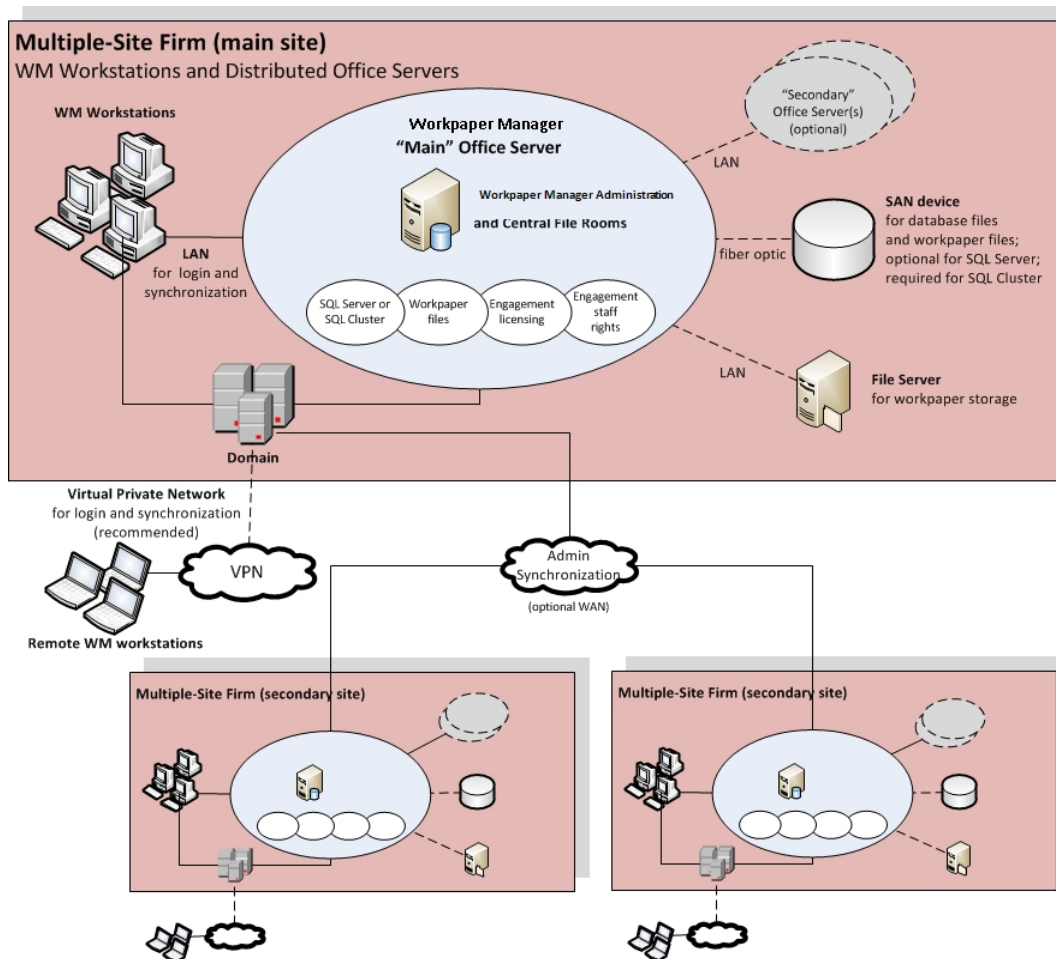 Multiple-Site Firm (main site)
WM Workstations and Distributed Office Servers
WM Workstations
Workpaper Manager
“Main” Office Server
Workpaper Manager Administration
and Central File Rooms
“Secondary”
Office Server(s)
(optional)
LAN
LAN
for login and
synchronization
fiber optic
SAN device
for database files
and workpaper files;
optional for SQL Server;
required for SQL Cluster
SQL Server or
SQL Cluster
Workpaper
files
Engagement
licensing
Engagement
staff
rights
LAN
File Server
for workpaper storage
Domain
Virtual Private Network
for login and synchronization
(recommended)
VPN
Remote WM workstations
Admin
Synchronization
(optional WAN)
Multiple-Site Firm (secondary site)
Multiple-Site Firm (secondary site)